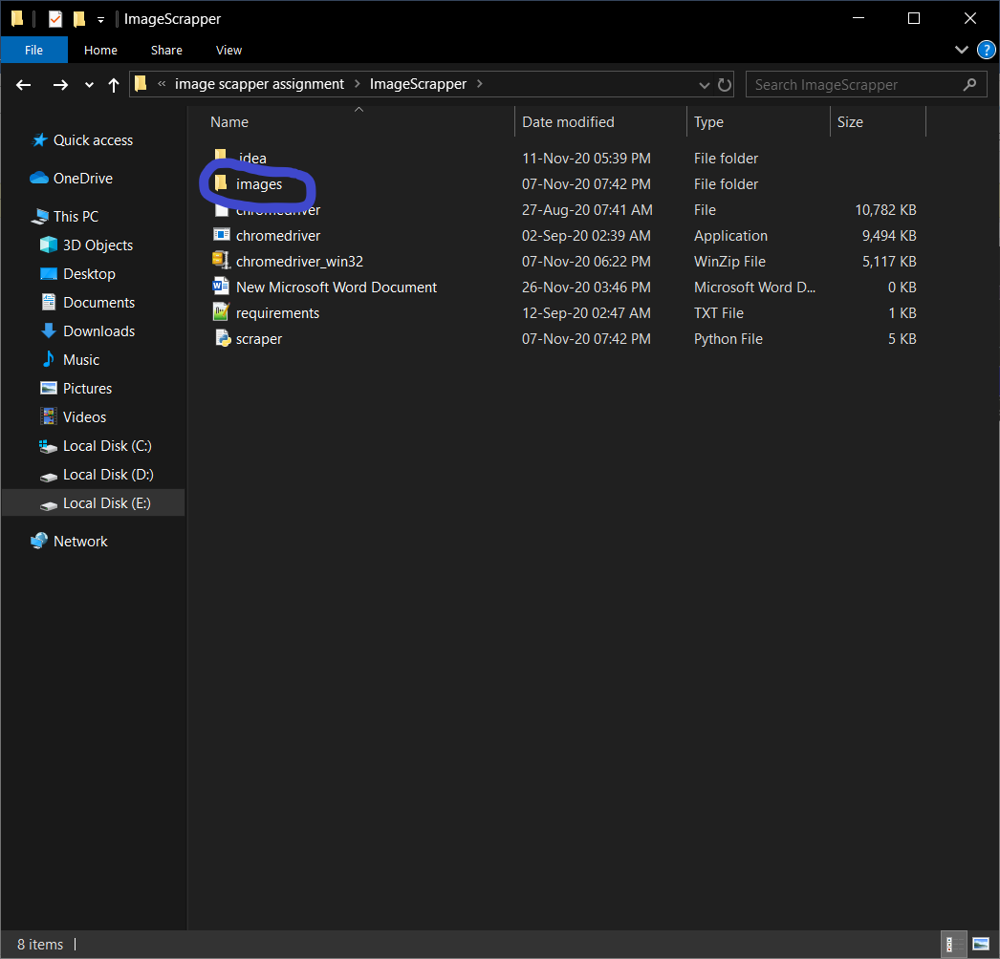 ImageScrapper
File Home Share View
« image scapper assignment > ImageScrapper > Search ImageScrapper
Name Date modified Type Size
Quick access
OneDrive
This PC
3D Objects
Desktop
Documents
Downloads
Music
Pictures
Videos
Local Disk (C:)
Local Disk (D:)
Local Disk (E:)
Network
.idea 11-Nov-20 05:39 PM File folder
images 07-Nov-20 07:42 PM File folder
chromedriver 27-Aug-20 07:41 AM File 10,782 KB
chromedriver 02-Sep-20 02:39 AM Application 9,494 KB
chromedriver_win32 07-Nov-20 06:22 PM WinZip File 5,117 KB
New Microsoft Word Document 26-Nov-20 03:46 PM Microsoft Word D... 0 KB
requirements 12-Sep-20 02:47 AM TXT File 1 KB
scraper 07-Nov-20 07:42 PM Python File 5 KB
8 items